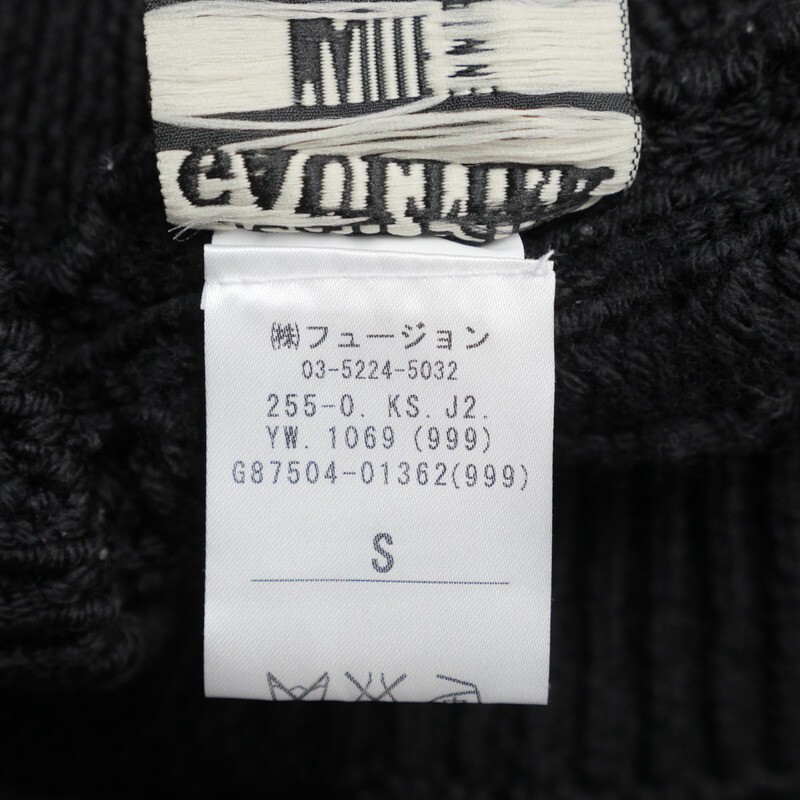 ㈱フュージョン
03-5224-5032
255-0. KS. J2.
YW. 1069 (999)
G87504-01362(999)
S